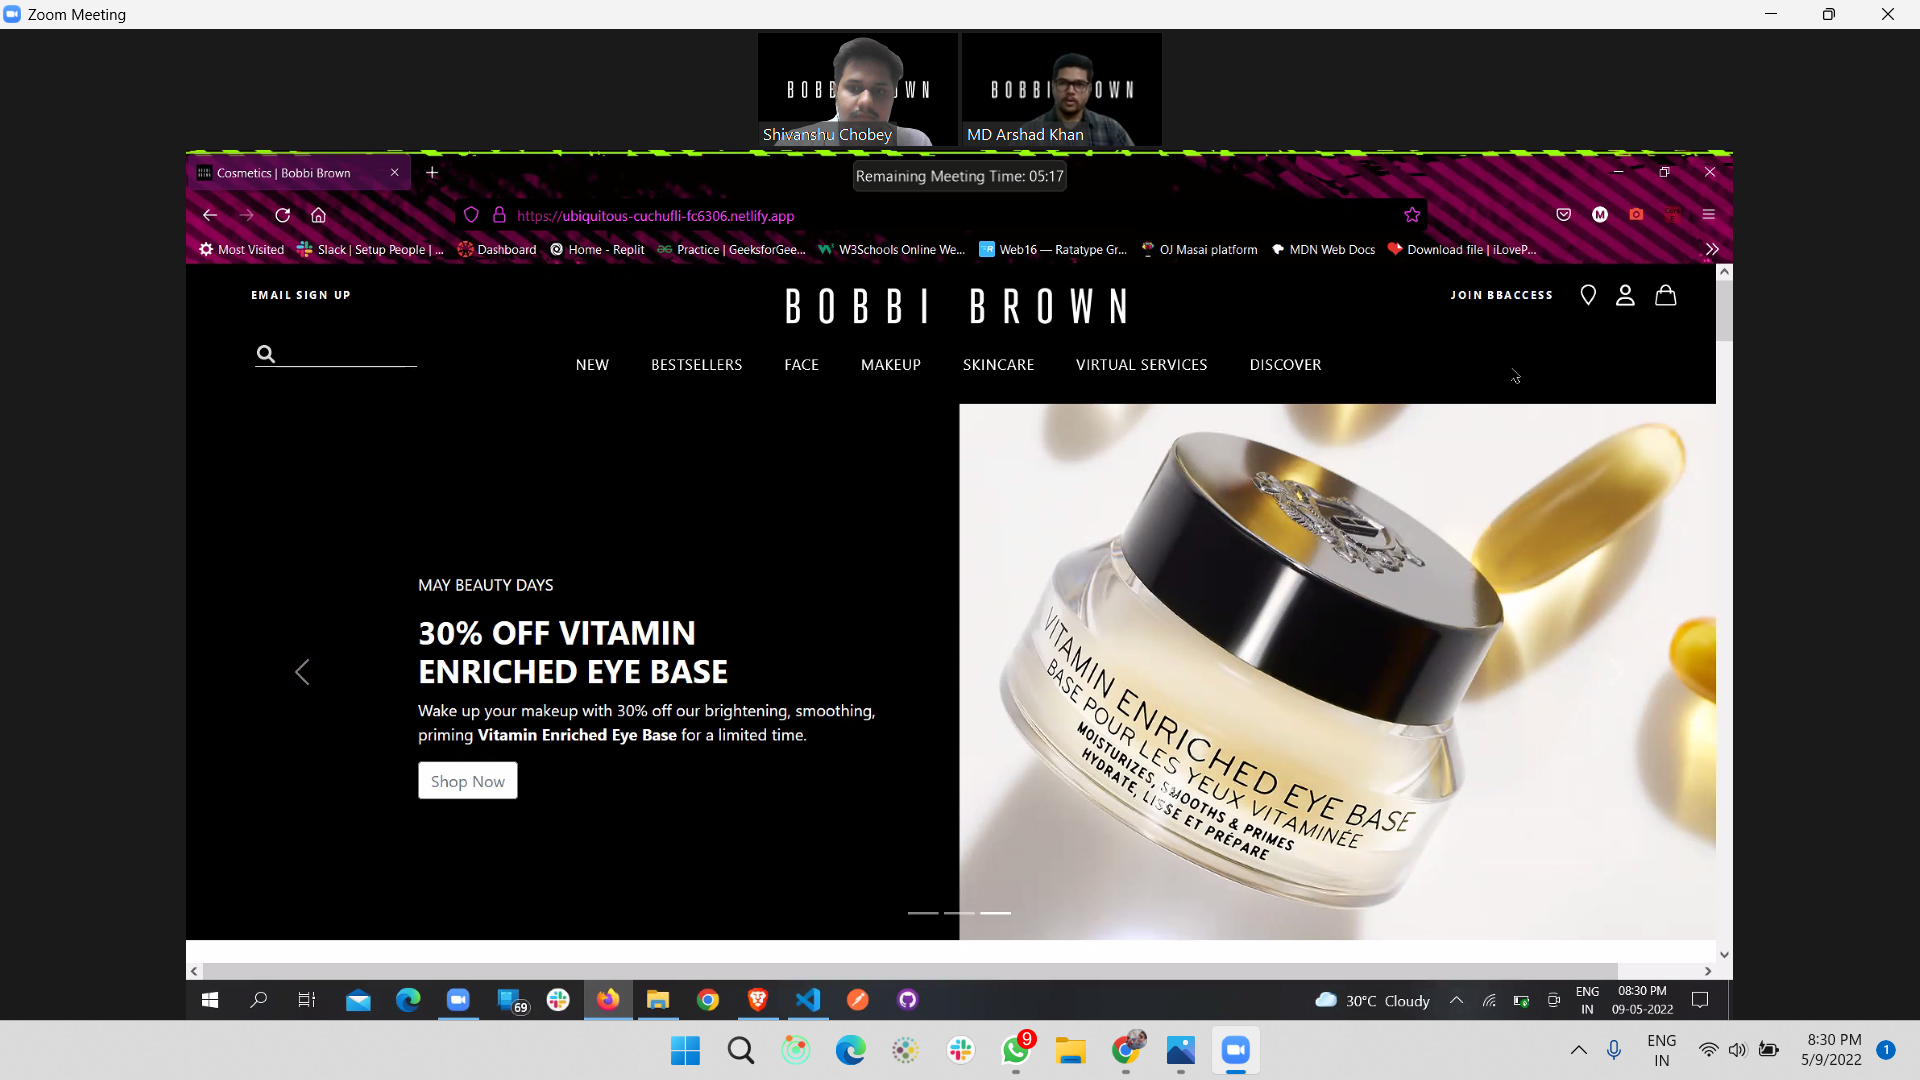 Zoom Meeting
Shivanshu Chobey
MD Arshad Khan
Cosmetics | Bobbi Brown
Remaining Meeting Time: 05:17
https://ubiquitous-cuchufli-fc6306.netlify.app
Most Visited
Slack | Setup People | ...
Dashboard
Home - Replit
Practice | GeeksforGee...
W3Schools Online We...
Web16 — Ratatype Gr...
OJ Masai platform
MDN Web Docs
Download file | iLoveP...
EMAIL SIGN UP
BOBBI BROWN
JOIN BBACCESS
NEW
BESTSELLERS
FACE
MAKEUP
SKINCARE
VIRTUAL SERVICES
DISCOVER
MAY BEAUTY DAYS
30% OFF VITAMIN
ENRICHED EYE BASE
Wake up your makeup with 30% off our brightening, smoothing,
priming Vitamin Enriched Eye Base for a limited time.
Shop Now
VITAMIN ENRICHED EYE BASE
BASE POUR LES YEUX VITAMINÉE
MOISTURIZES, SMOOTHS & PRIMES
HYDRATE, LISSE ET PRÉPARE
69
30°C Cloudy
ENG
IN
08:30 PM
09-05-2022
9
ENG
IN
8:30 PM
5/9/2022
1